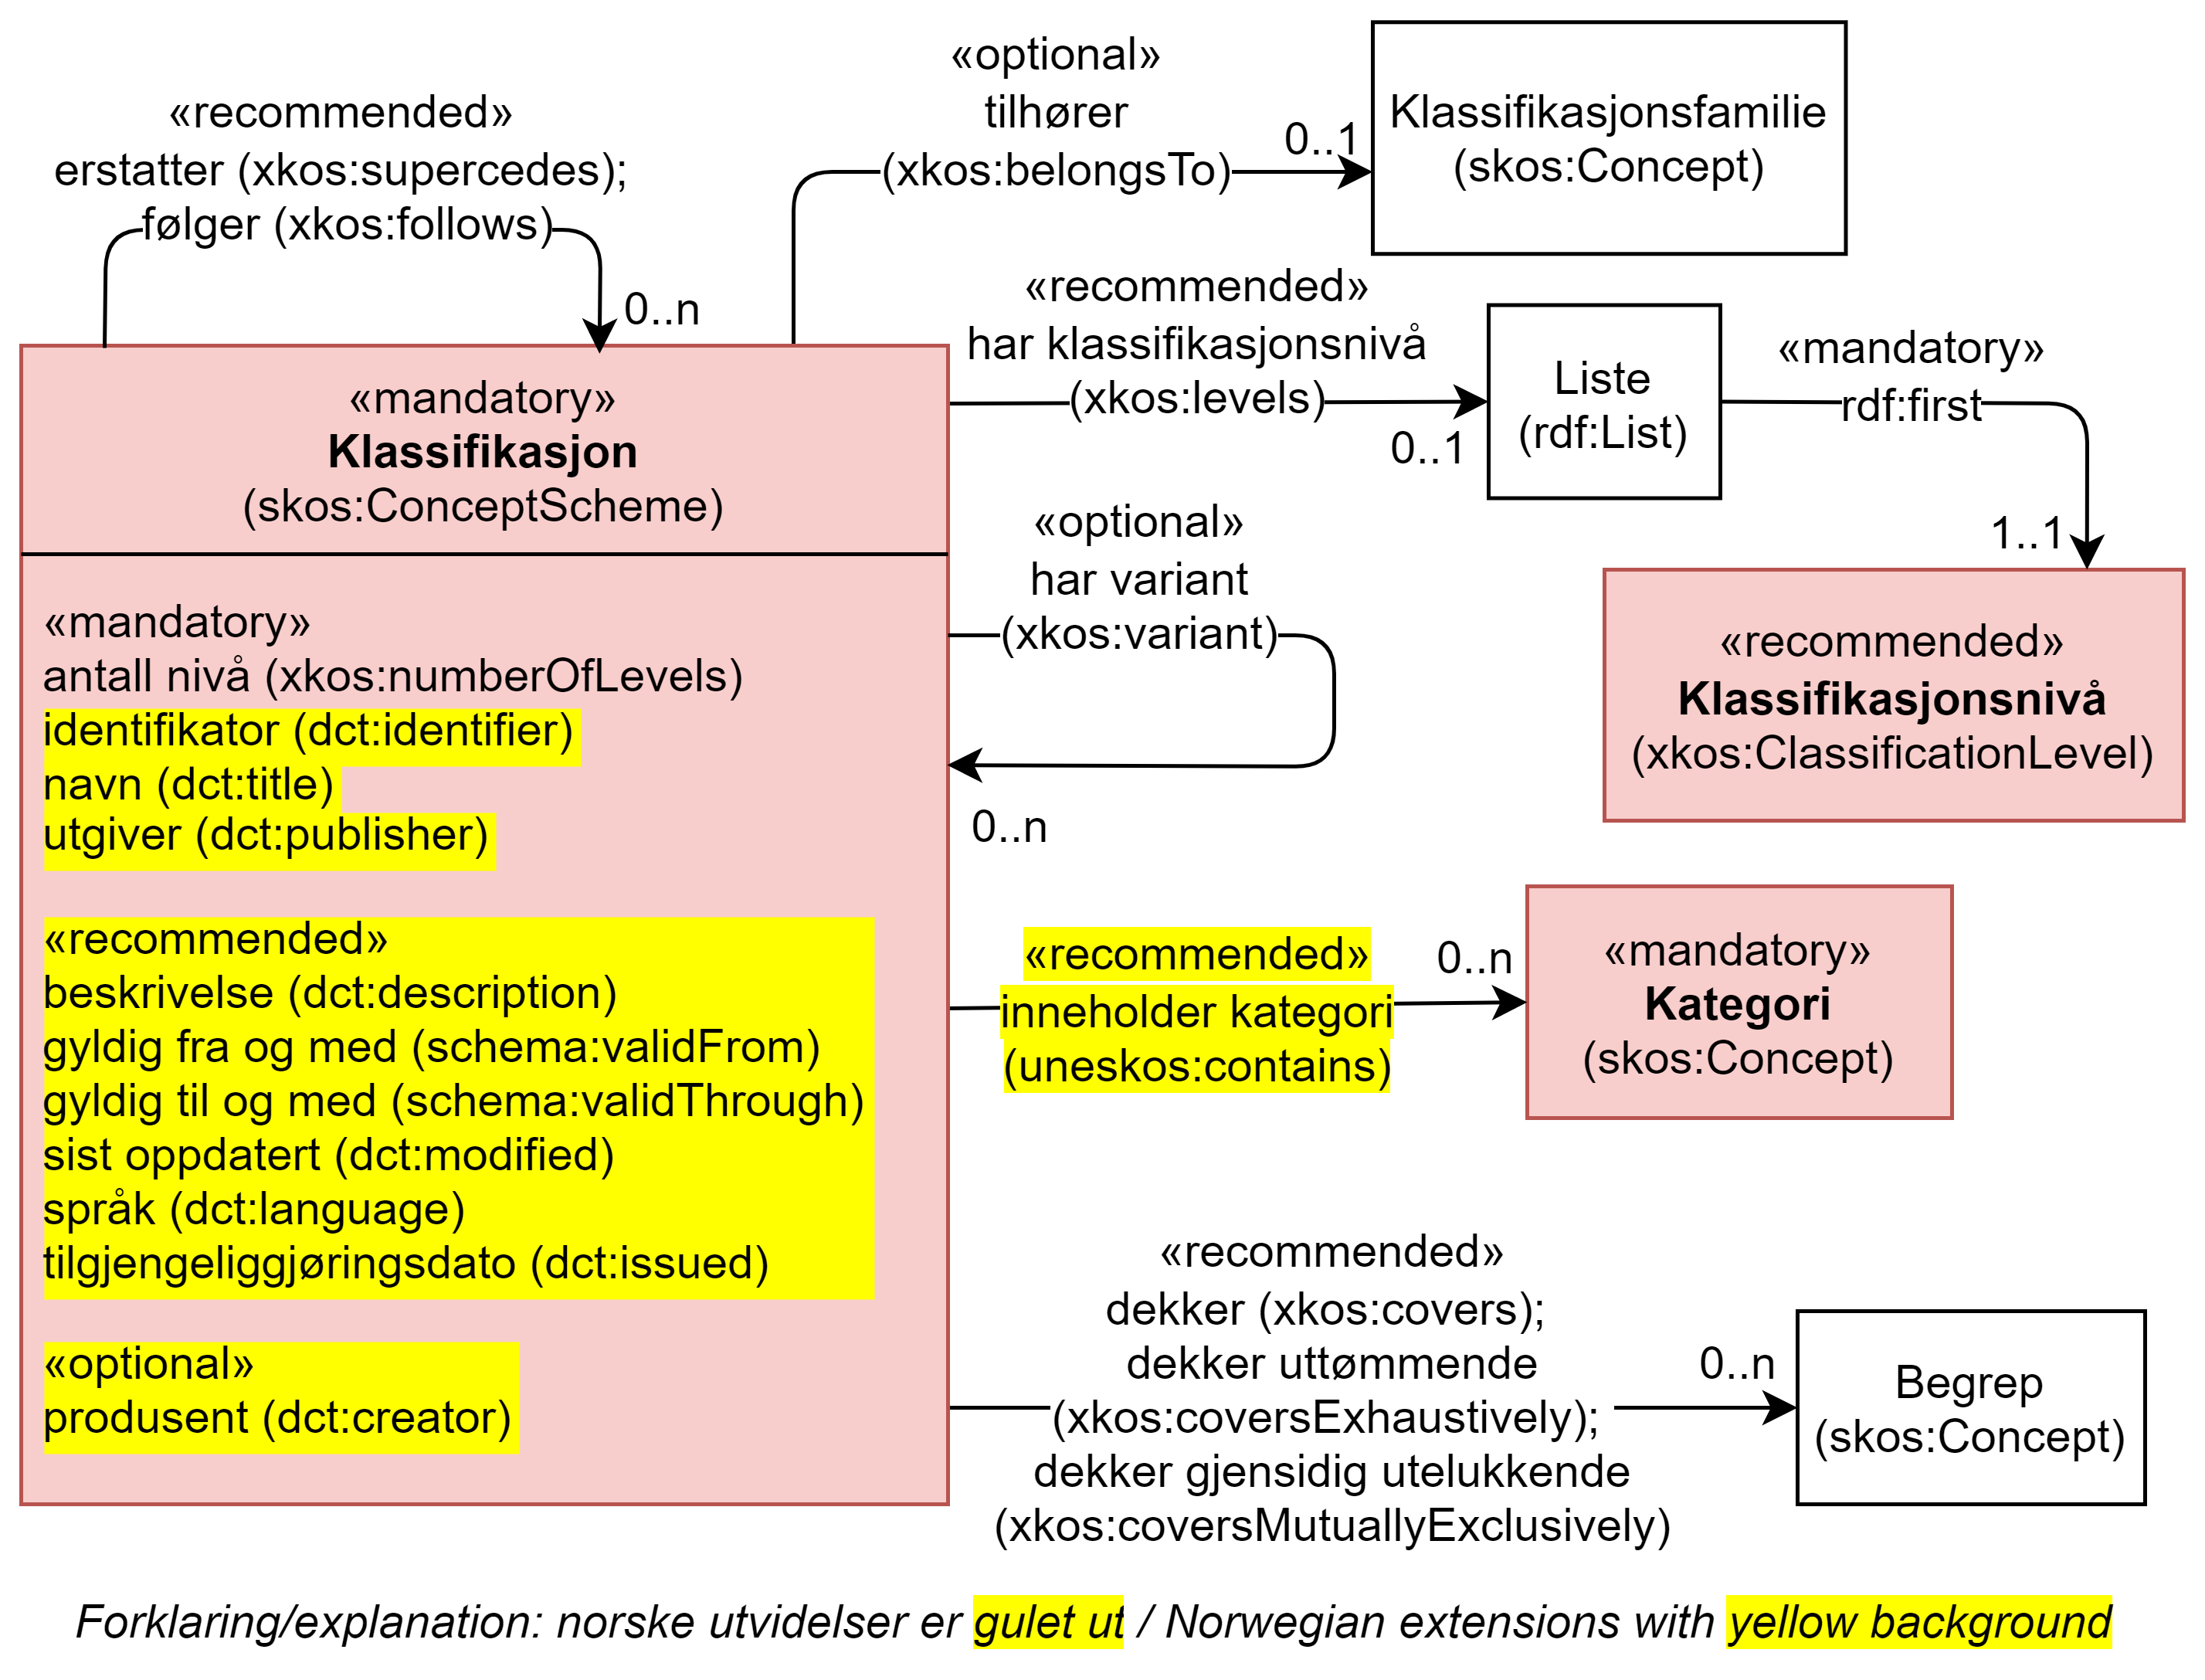 «recommended»
erstatter (xkos:supercedes);
følger (xkos:follows)
0..n
«optional»
tilhører
(xkos:belongsTo)
0..1
Klassifikasjonsfamilie
(skos:Concept)
«mandatory»
Klassifikasjon
(skos:ConceptScheme)
«mandatory»
antall nivå (xkos:numberOfLevels)
identifikator (dct:identifier)
navn (dct:title)
utgiver (dct:publisher)
«recommended»
beskrivelse (dct:description)
gyldig fra og med (schema:validFrom)
gyldig til og med (schema:validThrough)
sist oppdatert (dct:modified)
språk (dct:language)
tilgjengeliggjøringsdato (dct:issued)
«optional»
produsent (dct:creator)
«recommended»
har klassifikasjonsnivå
(xkos:levels)
0..1
Liste
(rdf:List)
«mandatory»
rdf:first
1..1
«recommended»
Klassifikasjonsnivå
(xkos:ClassificationLevel)
«optional»
har variant
(xkos:variant)
0..n
«recommended»
inneholder kategori
(uneskos:contains)
0..n
«mandatory»
Kategori
(skos:Concept)
«recommended»
dekker (xkos:covers);
dekker uttømmende
(xkos:coversExhaustively);
dekker gjensidig utelukkende
(xkos:coversMutuallyExclusively)
0..n
Begrep
(skos:Concept)
Forklaring/explanation: norske utvidelser er gulet ut / Norwegian extensions with yellow background